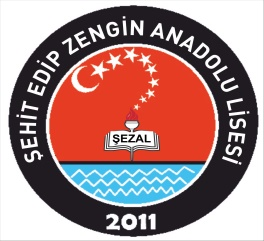 ŞEHİT EDİP ZENGİN ANADOLU LİSESİ
ŞEZAL
2011